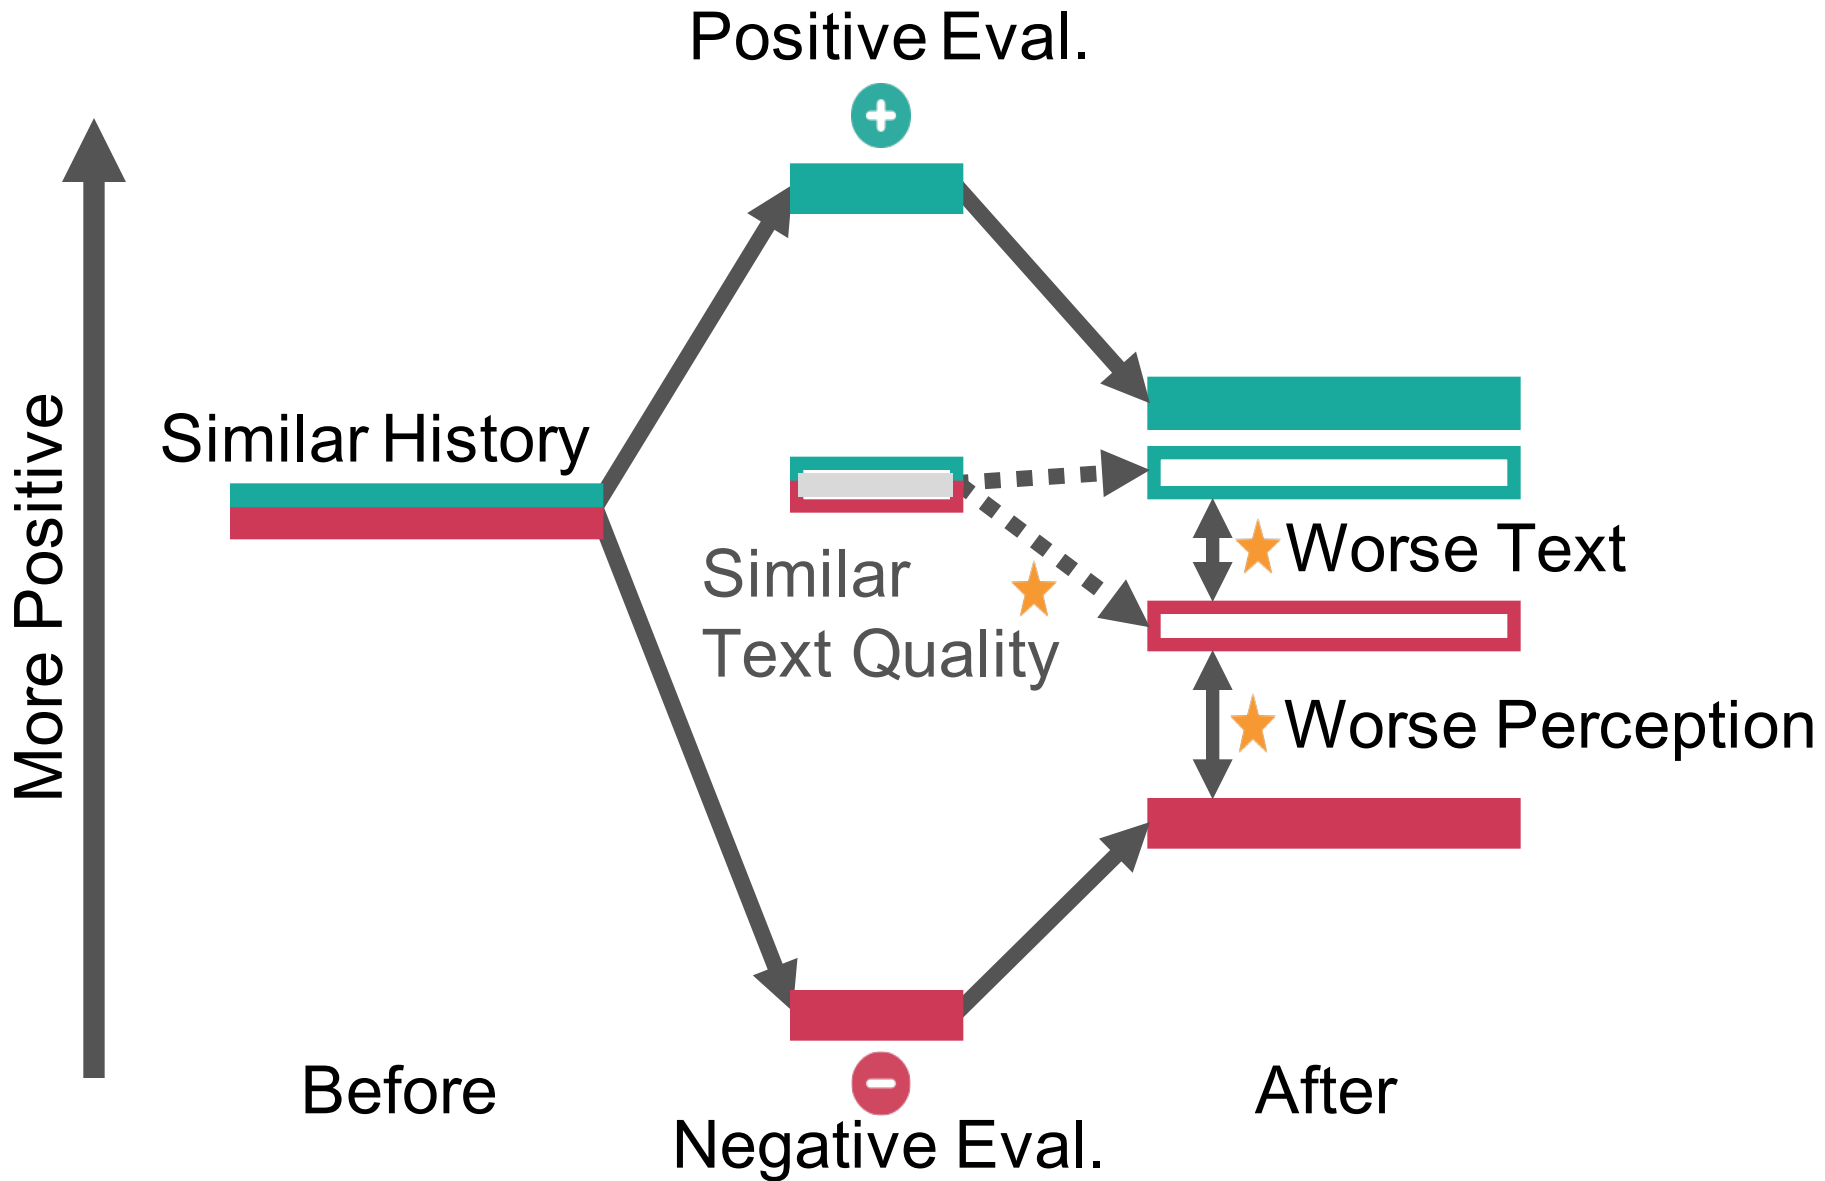 Positive Eval.
More Positive
Similar History
Similar
Text Quality
Worse Text
Worse Perception
Before
After
Negative Eval.